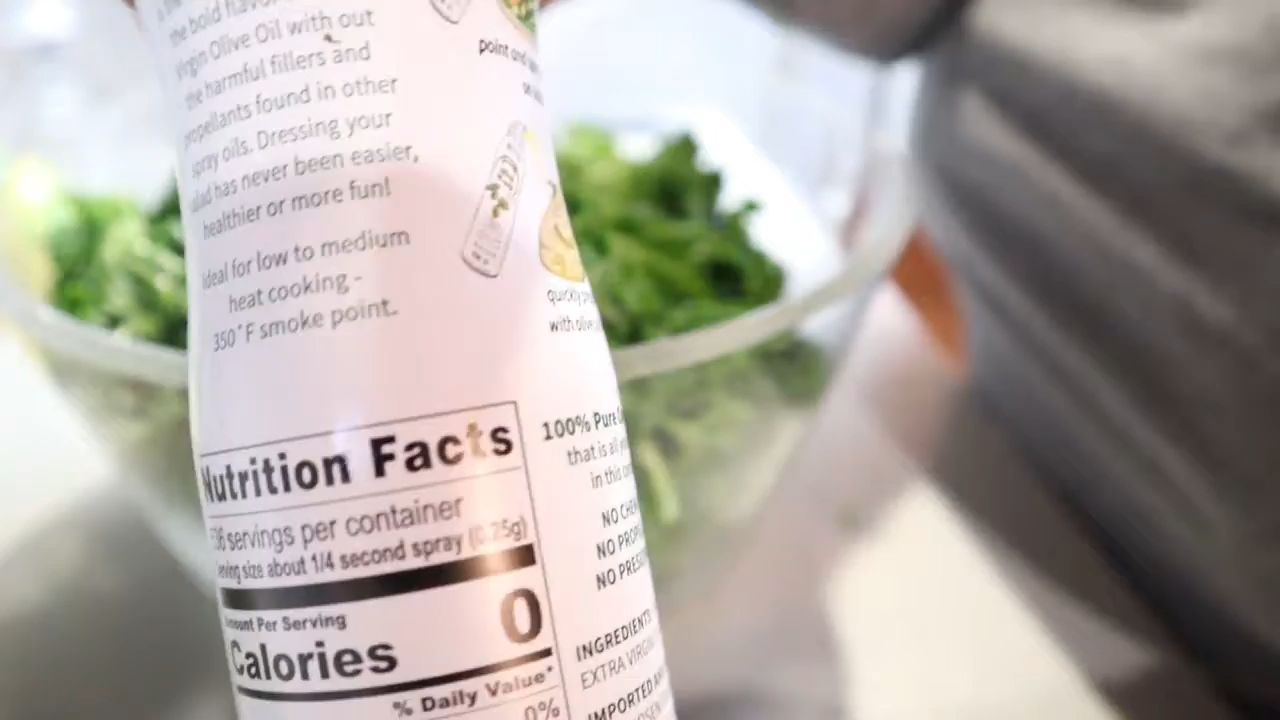 the bold
Virgin Olive Oil with out
the harmful fillers and
propellants found in other
spray oils. Dressing your
salad has never been easier,
healthier or more fun!
Ideal for low to medium
heat cooking -
350°F smoke point.
point and
quickly
with olive
Nutrition Facts
servings per container
serving size about 1/4 second spray (0.25g)
Amount Per Serving
Calories 0
% Daily Value*
0%
100% Pure
that is all
in this
NO
NO
NO
INGREDIENTS
EXTRA VIRGIN
IMPORTED